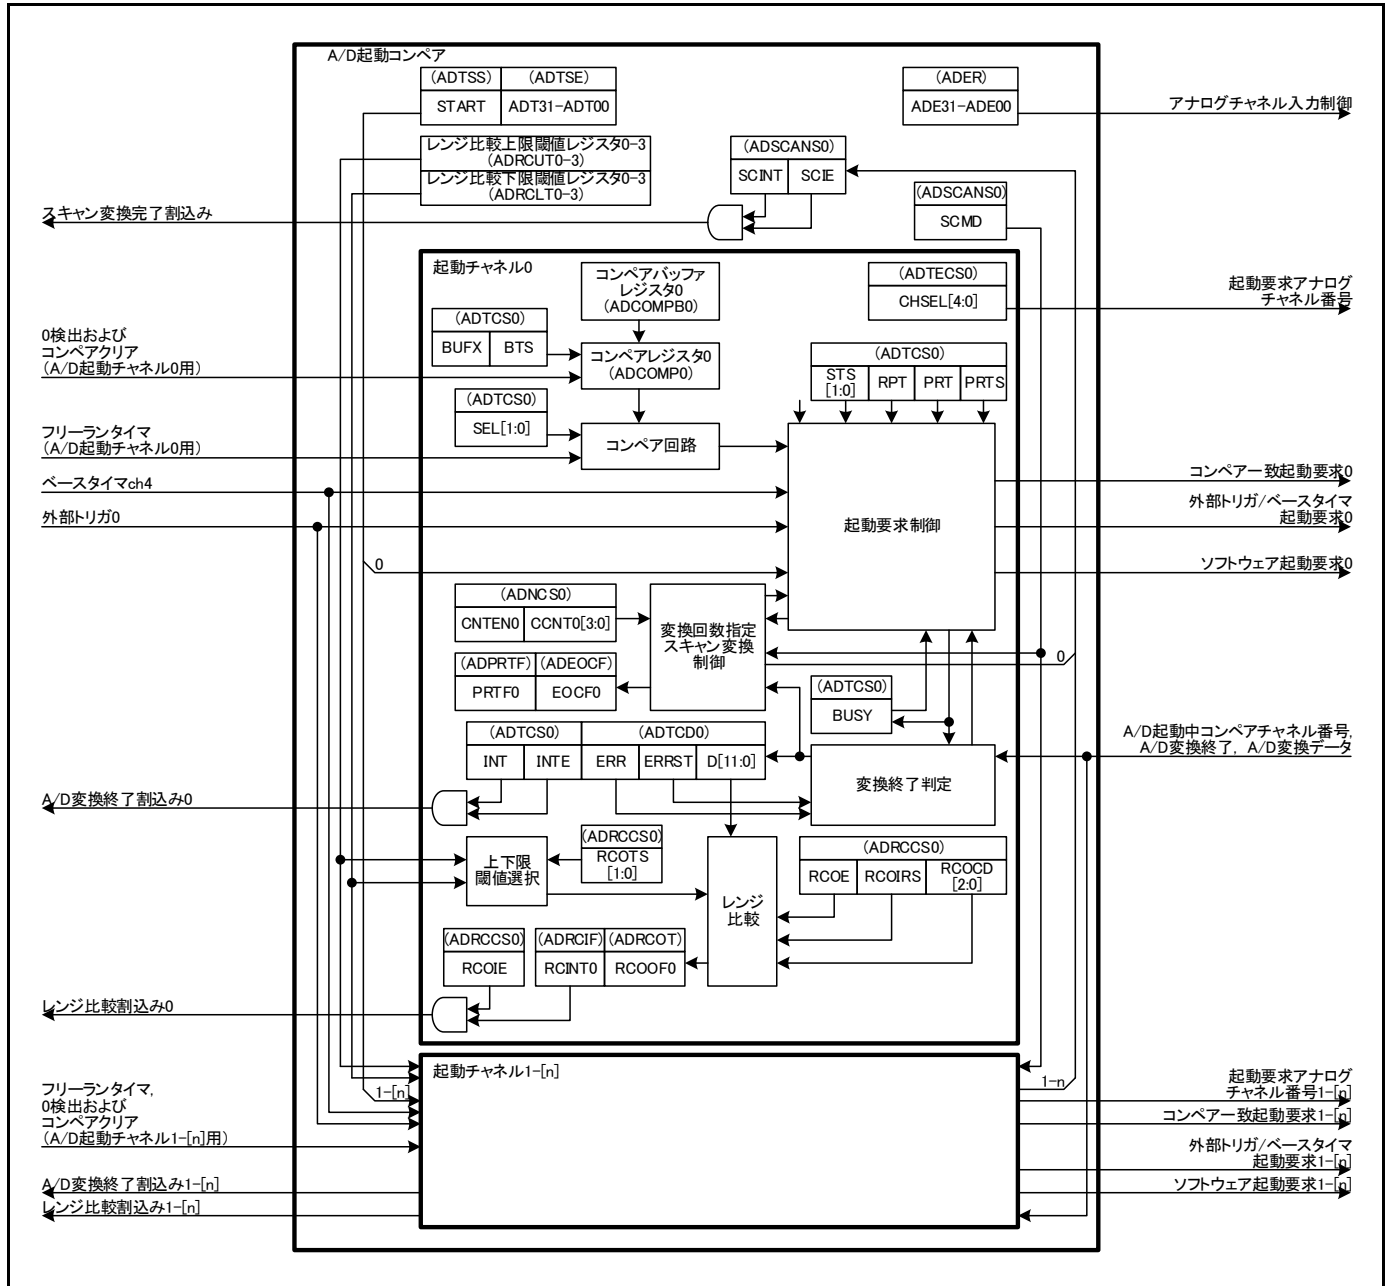 A/D起動コンペア
(ADTSS)
(ADTSE)
START
ADT31-ADT00
(ADER)
ADE31-ADE00
アナログチャネル入力制御
レンジ比較上限閾値レジスタ0-3
(ADRCUT0-3)
レンジ比較下限閾値レジスタ0-3
(ADRCLT0-3)
(ADSCANS0)
SCINT
SCIE
(ADSCANS0)
SCMD
スキャン変換完了割込み
起動チャネル0
コンペアバッファ
レジスタ0
(ADCOMPB0)
(ADTECS0)
CHSEL[4:0]
起動要求アナログ
チャネル番号
(ADTCS0)
BUFX
BTS
0検出および
コンペアクリア
(A/D起動チャネル0用)
コンペアレジスタ0
(ADCOMP0)
(ADTCS0)
STS
[1:0]
RPT
PRT
PRTS
(ADTCS0)
SEL[1:0]
フリーランタイマ
(A/D起動チャネル0用)
コンペア回路
ベースタイマch4
外部トリガ0
起動要求制御
コンペア一致起動要求0
外部トリガ/ベースタイマ
起動要求0
0
ソフトウェア起動要求0
(ADNCS0)
CNTEN0
CCNT0[3:0]
変換回数指定
スキャン変換
制御
0
(ADPRTF)
(ADEOCF)
PRTF0
EOCF0
(ADTCS0)
BUSY
(ADTCS0)
(ADTCD0)
INT
INTE
ERR
ERRST
D[11:0]
変換終了判定
A/D起動中コンペアチャネル番号,
A/D変換終了, A/D変換データ
A/D変換終了割込み0
上下限
閾値選択
(ADRCCS0)
RCOTS
[1:0]
レンジ
比較
(ADRCCS0)
RCOE
RCOIRS
RCOCD
[2:0]
(ADRCCS0)
RCOIE
(ADRCIF)
(ADRCOT)
RCINT0
RCOOF0
レンジ比較割込み0
起動チャネル1-[n]
1-[n]
1-n
フリーランタイマ,
0検出および
コンペアクリア
(A/D起動チャネル1-[n]用)
起動要求アナログ
チャネル番号1-[n]
コンペア一致起動要求1-[n]
外部トリガ/ベースタイマ
起動要求1-[n]
A/D変換終了割込み1-[n]
ソフトウェア起動要求1-[n]
レンジ比較割込み1-[n]